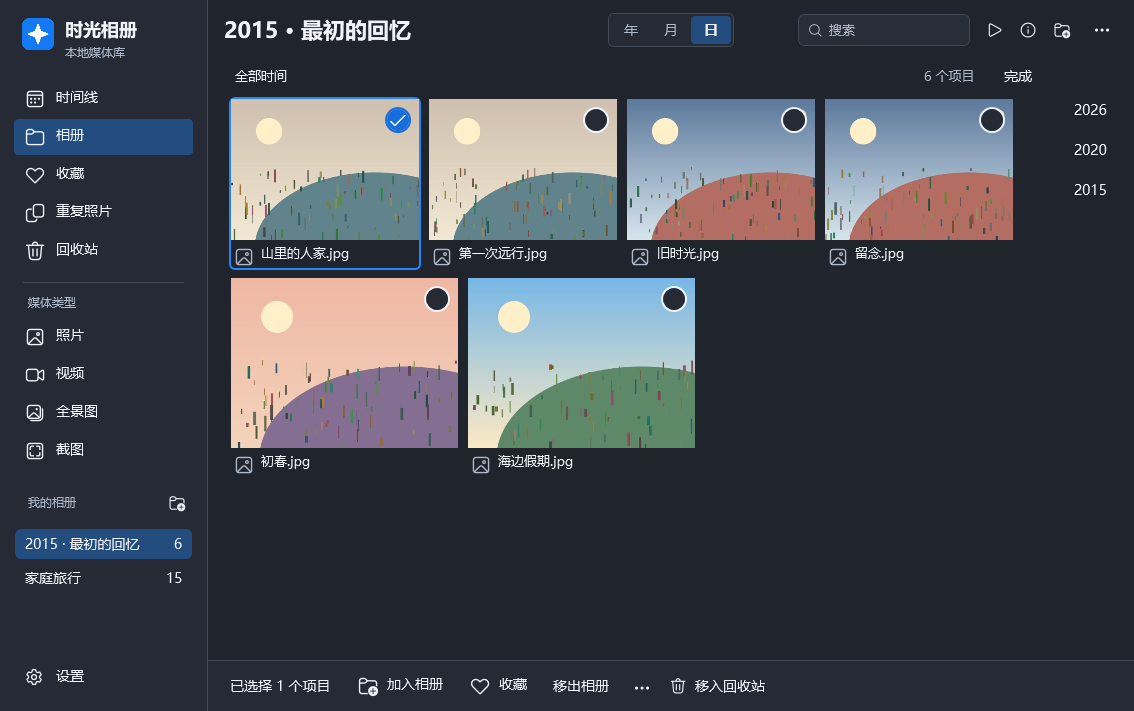 时光相册
本地媒体库
时间线
相册
收藏
重复照片
回收站
媒体类型
照片
视频
全景图
截图
我的相册
2015 · 最初的回忆 6
家庭旅行 15
设置
2015 • 最初的回忆
年 月 日
搜索
全部时间
6 个项目 完成
2026
2020
2015
山里的人家.jpg
第一次远行.jpg
旧时光.jpg
留念.jpg
初春.jpg
海边假期.jpg
已选择 1 个项目
加入相册
收藏
移出相册
移入回收站